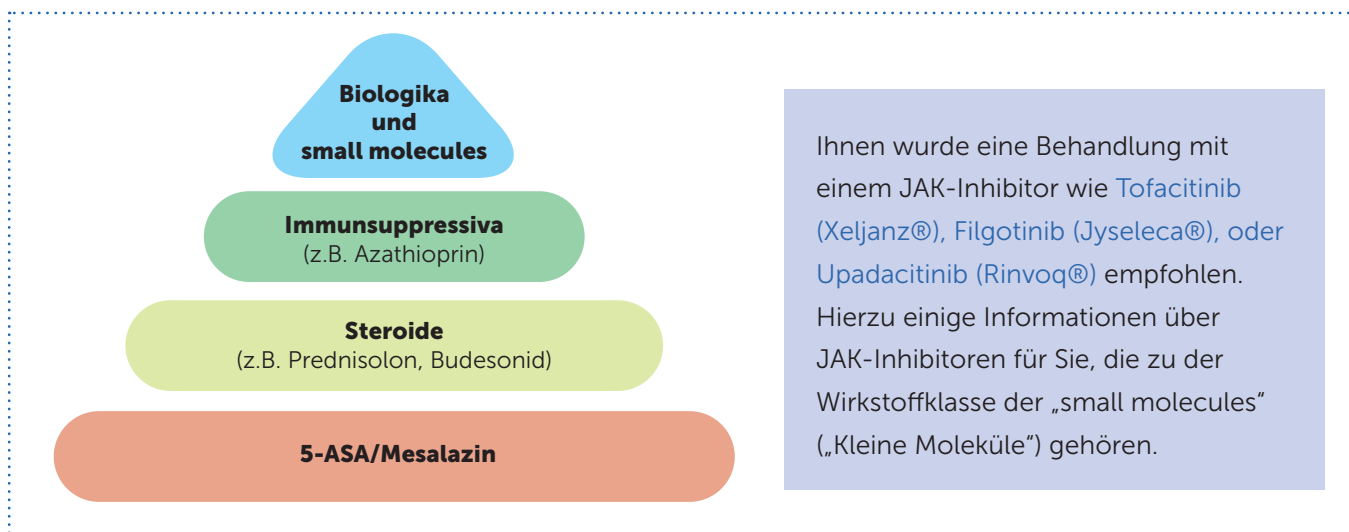 Biologika
und
small molecules
Immunsuppressiva
(z.B. Azathioprin)
Steroide
(z.B. Prednisolon, Budesonid)
5-ASA/Mesalazin
Ihnen wurde eine Behandlung mit
einem JAK-Inhibitor wie Tofacitinib
(Xeljanz®), Filgotinib (Jyseleca®), oder
Upadacitinib (Rinvoq®) empfohlen.
Hierzu einige Informationen über
JAK-Inhibitoren für Sie, die zu der
Wirkstoffklasse der „small molecules“
(„Kleine Moleküle“) gehören.